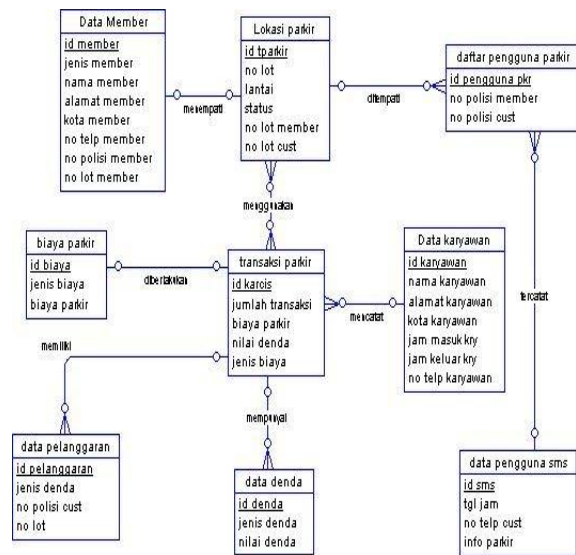 Data Member
id member
jenis member
nama member
alamat member
kota member
no telp member
no polisi member
no lot member
menempati
Lokasi parkir
id tparkir
no lot
lantai
status
no lot member
no lot cust
ditempati
daftar pengguna parkir
id pengguna pkr
no polisi member
no polisi cust
menggunakan
biaya parkir
id biaya
jenis biaya
biaya parkir
diberlakukan
transaksi parkir
id karcis
jumlah transaksi
biaya parkir
nilai denda
jenis biaya
mencatat
Data karyawan
id karyawan
nama karyawan
alamat karyawan
kota karyawan
jam masuk kry
jam keluar kry
no telp karyawan
tercatat
memiliki
mempunyai
data pelanggaran
id pelanggaran
jenis denda
no polisi cust
no lot
data denda
id denda
jenis denda
nilai denda
data pengguna sms
id sms
tgl jam
no telp cust
info parkir